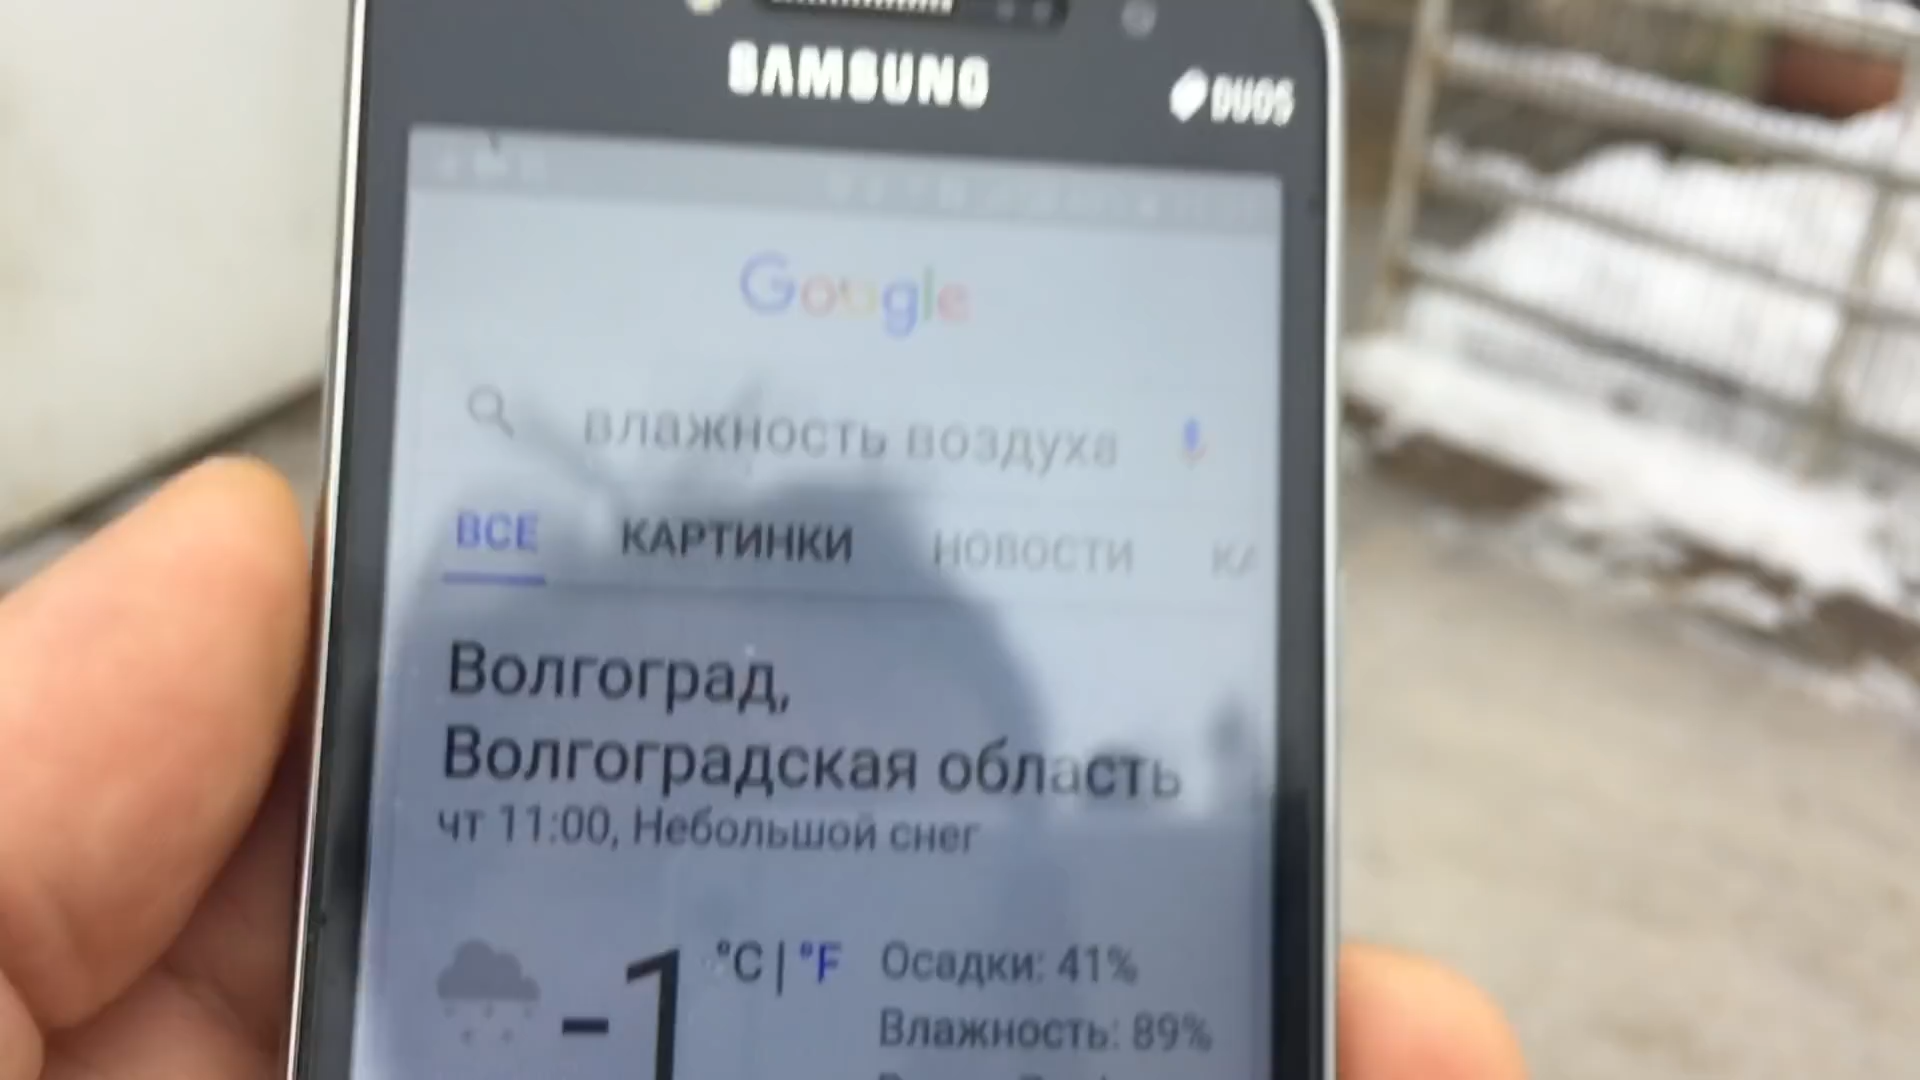 SAMSUNG
DUOS
Google
влажность воздуха
ВСЕ КАРТИНКИ НОВОСТИ КА
Волгоград,
Волгоградская область
чт 11:00, Небольшой снег
-1 °C | °F
Осадки: 41%
Влажность: 89%